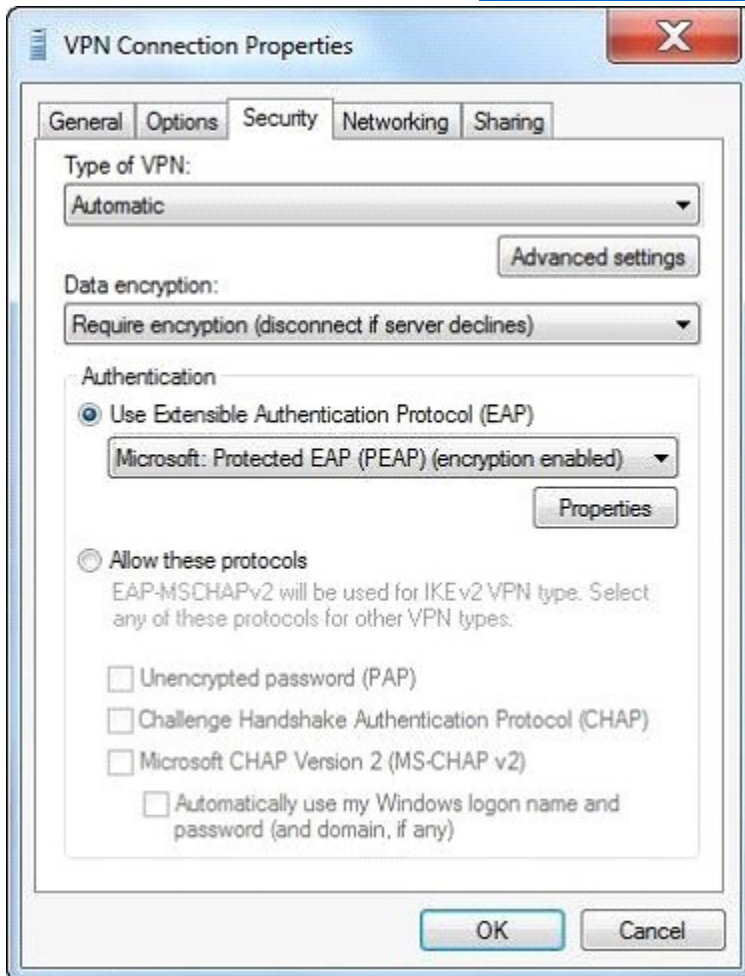 VPN Connection Properties
General Options Security Networking Sharing
Type of VPN:
Automatic
Advanced settings
Data encryption:
Require encryption (disconnect if server declines)
Authentication
Use Extensible Authentication Protocol (EAP)
Microsoft: Protected EAP (PEAP) (encryption enabled)
Properties
Allow these protocols
EAP-MSCHAPv2 will be used for IKEv2 VPN type. Select
any of these protocols for other VPN types.
Unencrypted password (PAP)
Challenge Handshake Authentication Protocol (CHAP)
Microsoft CHAP Version 2 (MS-CHAP v2)
Automatically use my Windows logon name and
password (and domain, if any)
OK Cancel